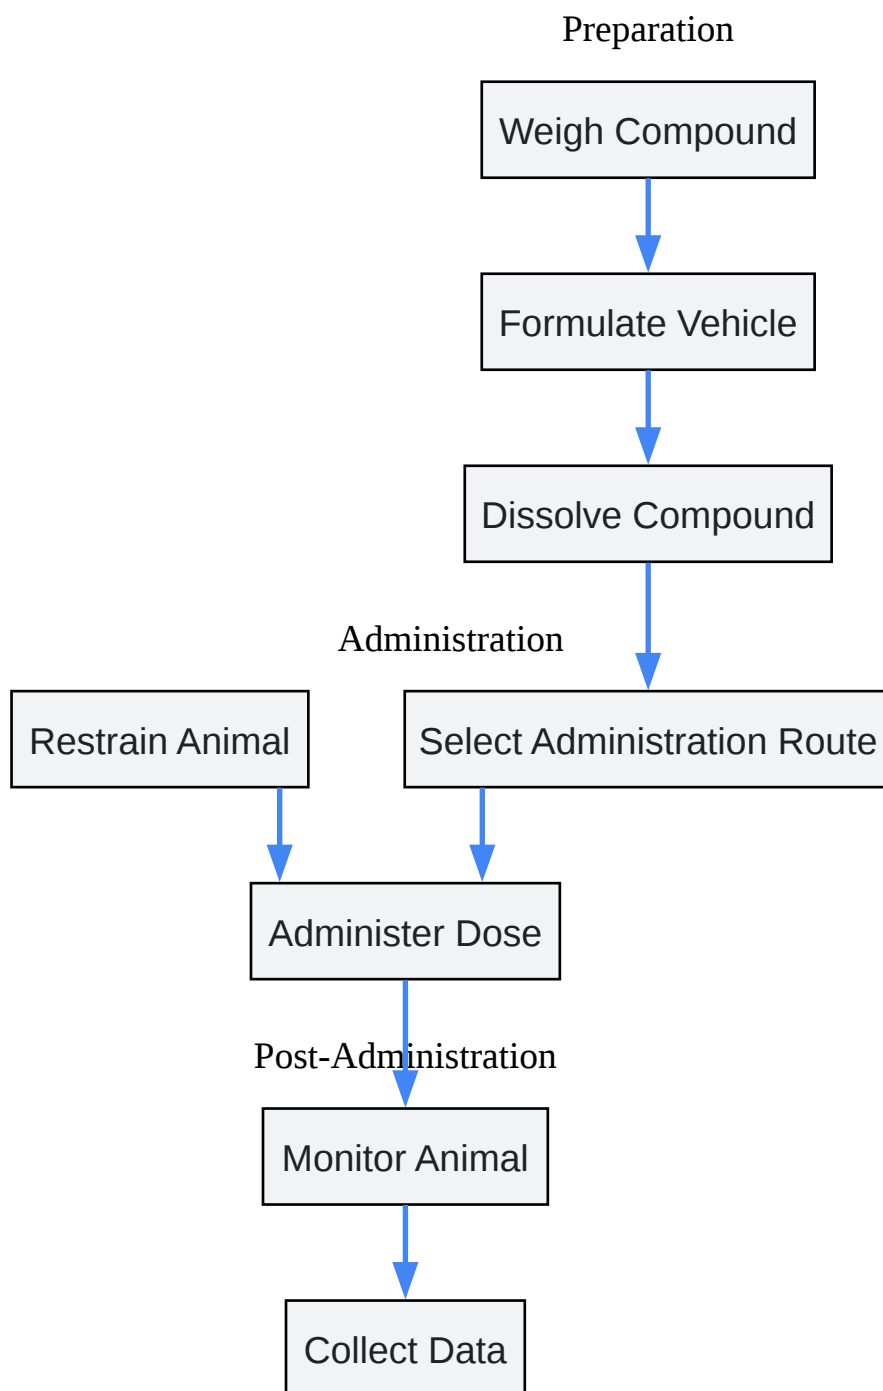 Preparation
Weigh Compound
Formulate Vehicle
Dissolve Compound
Administration
Restrain Animal
Select Administration Route
Administer Dose
Post-Administration
Monitor Animal
Collect Data